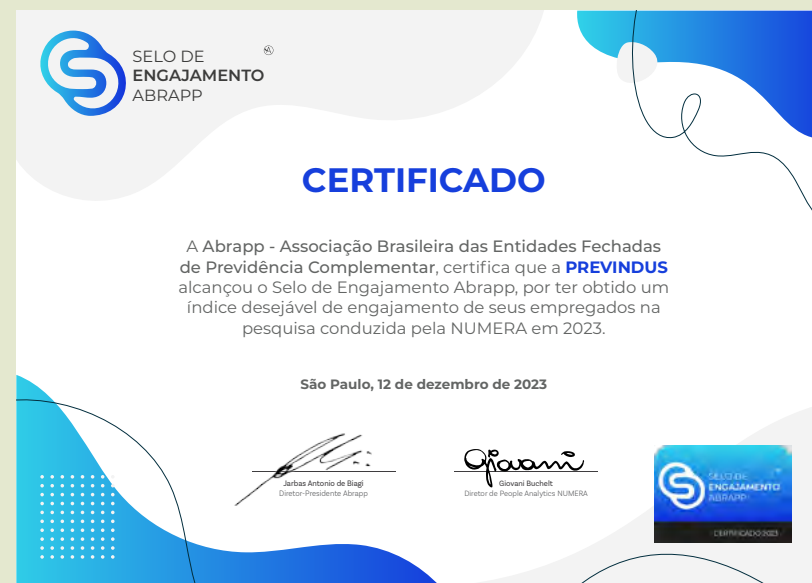 SELO DE
ENGAJAMENTO
ABRAPP
CERTIFICADO
A Abrapp - Associação Brasileira das Entidades Fechadas
de Previdência Complementar, certifica que a PREVINDUS
alcançou o Selo de Engajamento Abrapp, por ter obtido um
índice desejável de engajamento de seus empregados na
pesquisa conduzida pela NUMERA em 2023.
São Paulo, 12 de dezembro de 2023
Giovani
Jarbas Antonio de Biagi
Diretor-Presidente Abrapp
Giovani Buchelt
Diretor de People Analytics NUMERA
SELO DE
ENGAJAMENTO
ABRAPP
CERTIFICADO 2023